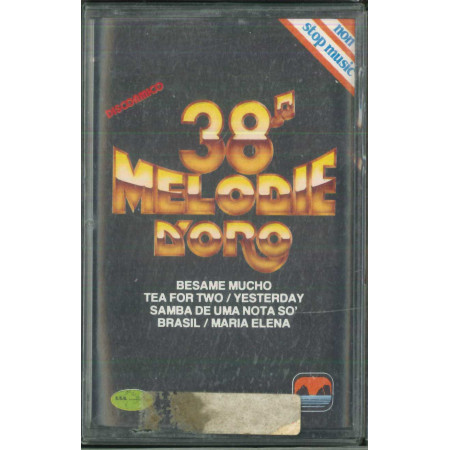 non
stop music
DISCODISCO
38
MELODIE
D'ORO
BESAME MUCHO
TEA FOR TWO / YESTERDAY
SAMBA DE UMA NOTA SO'
BRASIL / MARIA ELENA